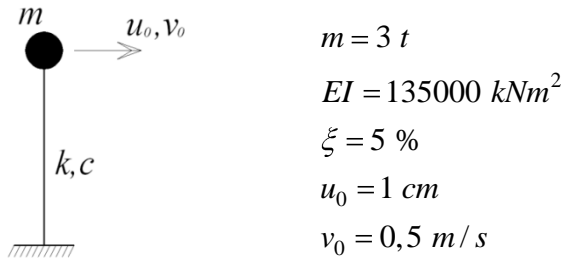 m
u₀,v₀
k,c
m = 3 t
EI = 135000 kNm²
ξ = 5 %
u₀ = 1 cm
v₀ = 0,5 m/s